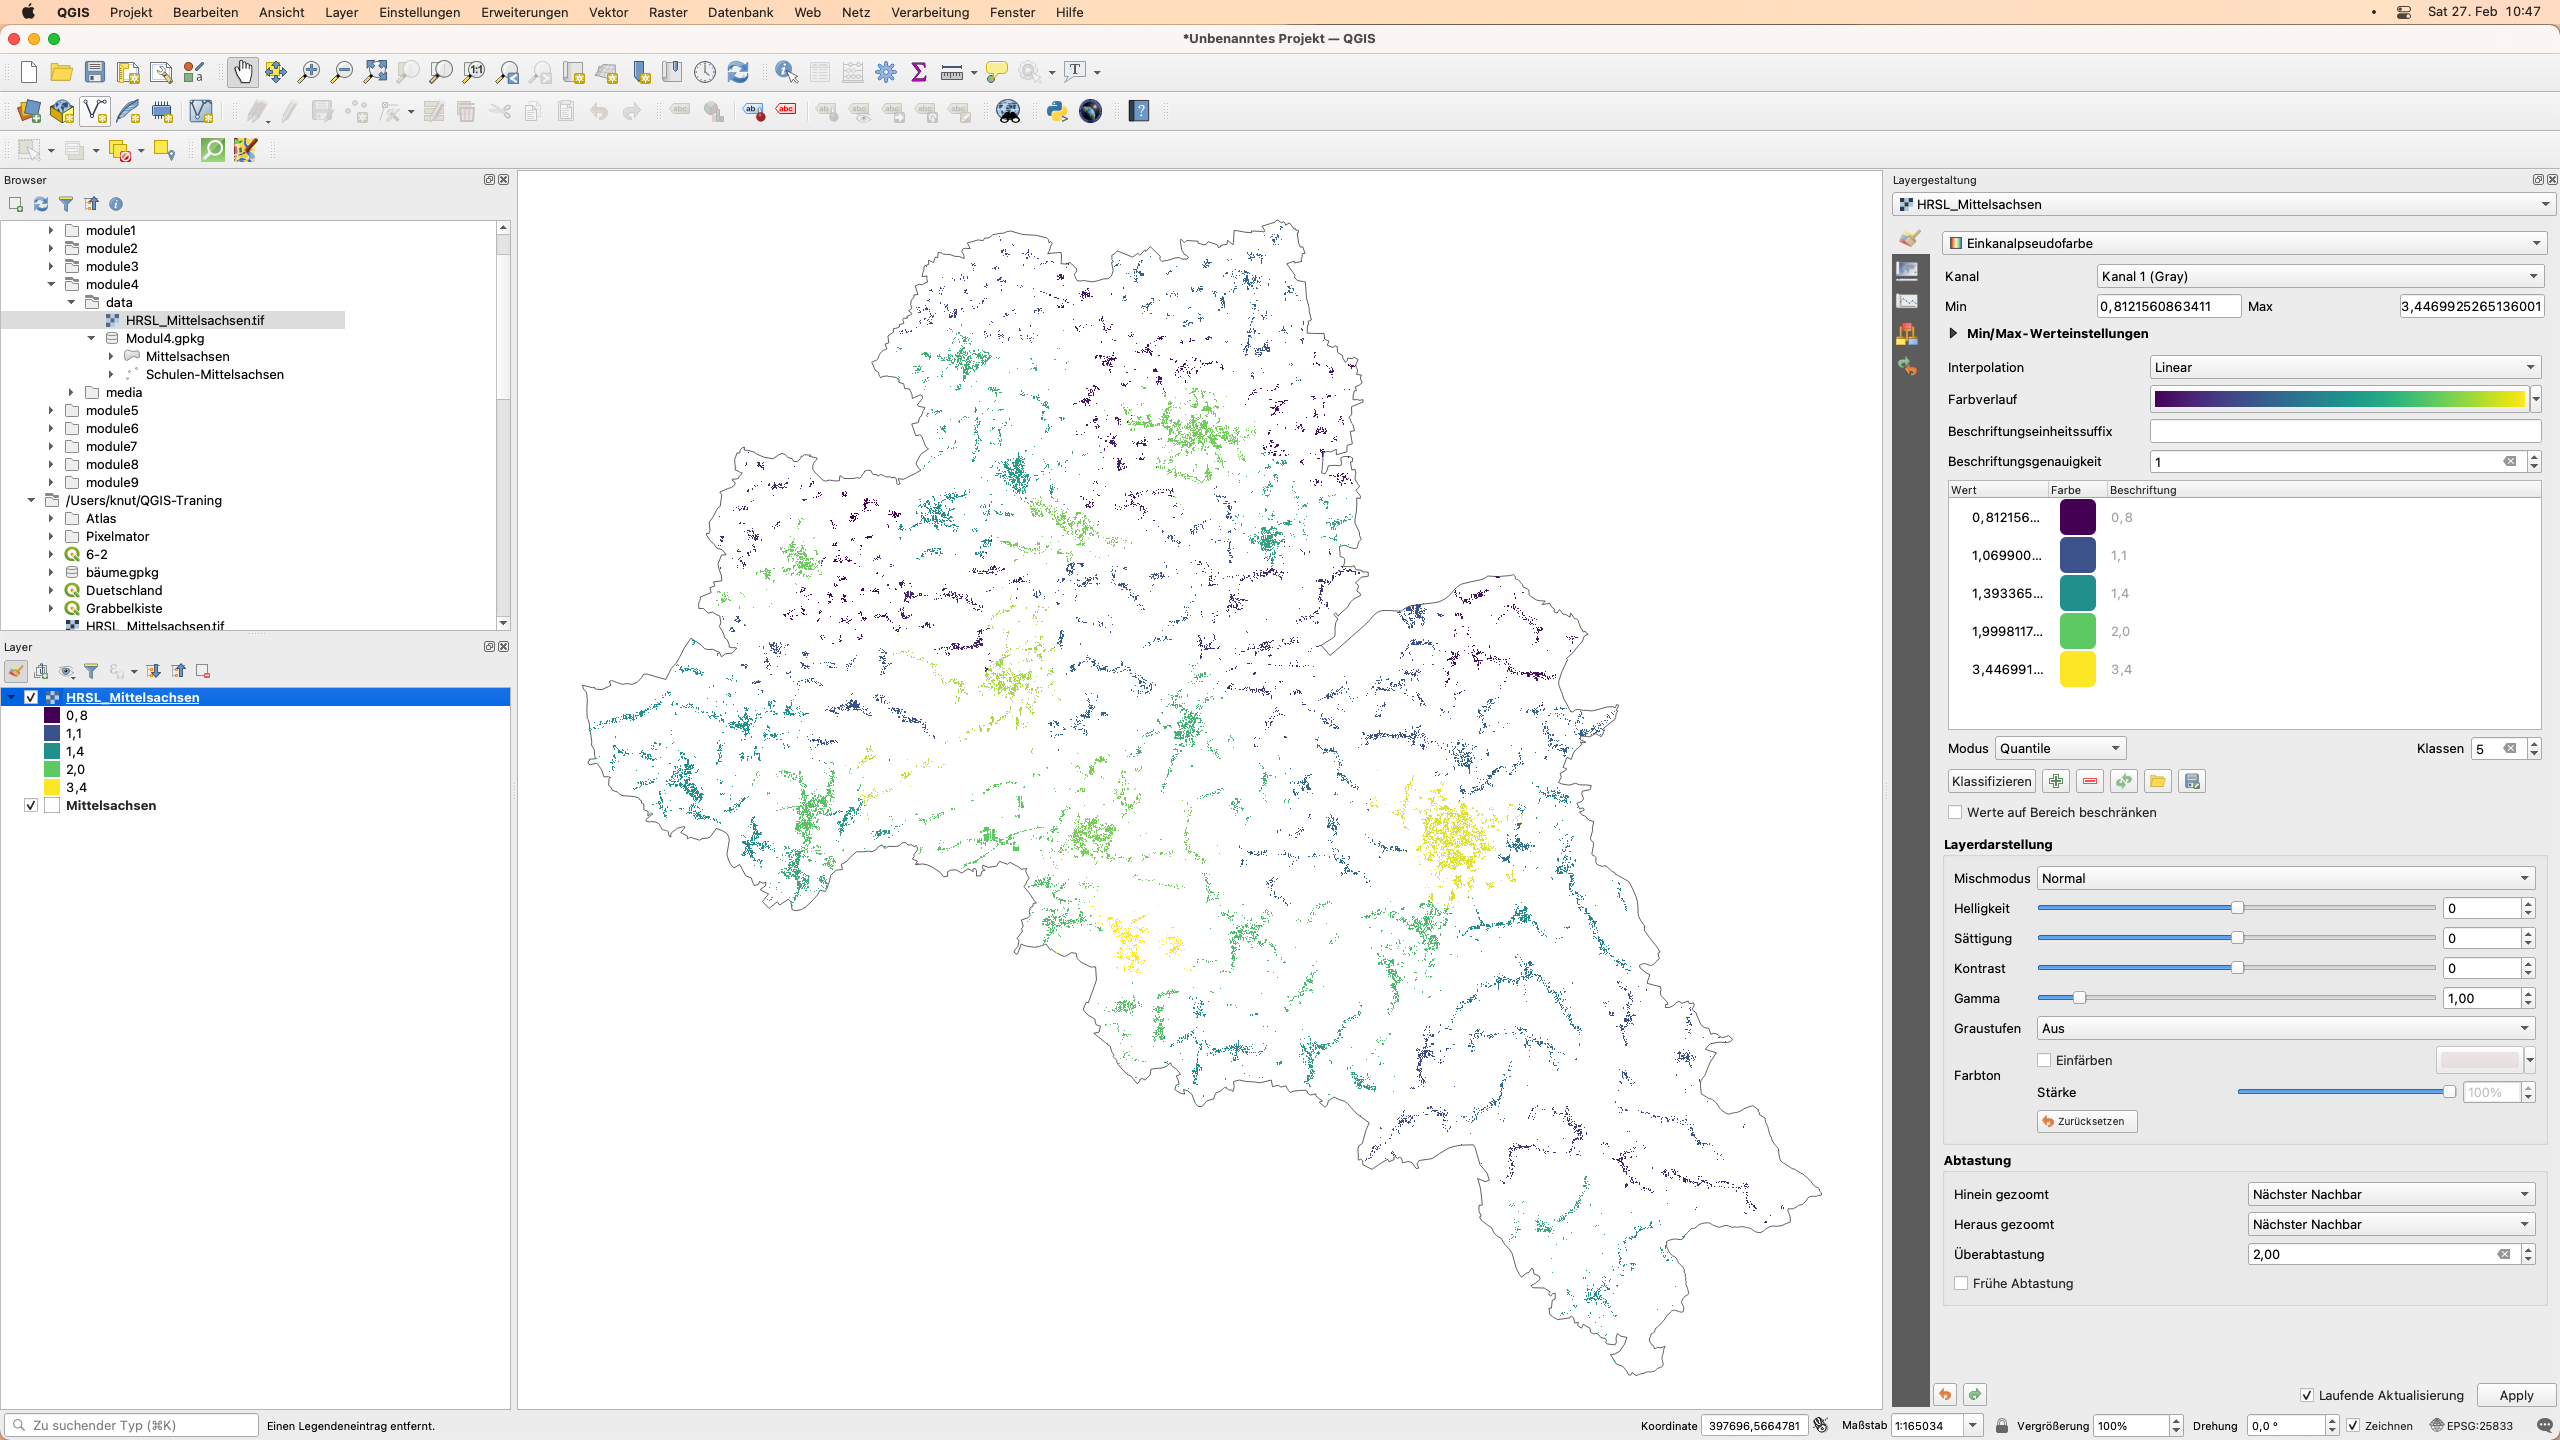 QGIS Projekt Bearbeiten Ansicht Layer Einstellungen Erweiterungen Vektor Raster Datenbank Web Netz Verarbeitung Fenster Hilfe
Sat 27. Feb 10:47
*Unbenanntes Projekt — QGIS
Browser
module1
module2
module3
module4
data
HRSL_Mittelsachsen.tif
Modul4.gpkg
Mittelsachsen
Schulen-Mittelsachsen
media
module5
module6
module7
module8
module9
/Users/knut/QGIS-Traning
Atlas
Pixelmator
6-2
bäume.gpkg
Duetschland
Grabbelkiste
HRSL_Mittelsachsen.tif
Layer
HRSL_Mittelsachsen
0,8
1,1
1,4
2,0
3,4
Mittelsachsen
Layergestaltung
HRSL_Mittelsachsen
Einkanalpseudofarbe
Kanal Kanal 1 (Gray)
Min 0,8121560863411 Max 3,4469925265136001
Min/Max-Werteinstellungen
Interpolation Linear
Farbverlauf
Beschriftungseinheitssuffix
Beschriftungsgenauigkeit 1
Wert Farbe Beschriftung
0,812156... 0,8
1,069900... 1,1
1,393365... 1,4
1,9998117... 2,0
3,446991... 3,4
Modus Quantile Klassen 5
Klassifizieren
Werte auf Bereich beschränken
Layerdarstellung
Mischmodus Normal
Helligkeit 0
Sättigung 0
Kontrast 0
Gamma 1,00
Graustufen Aus
Einfärben
Farbton
Stärke 100%
Zurücksetzen
Abtastung
Hinein gezoomt Nächster Nachbar
Heraus gezoomt Nächster Nachbar
Überabtastung 2,00
Frühe Abtastung
Laufende Aktualisierung Apply
Zu suchender Typ (⌘K) Einen Legendeneintrag entfernt. Koordinate 397696,5664781 Maßstab 1:165034 Vergrößerung 100% Drehung 0,0 ° Zeichnen EPSG:25833